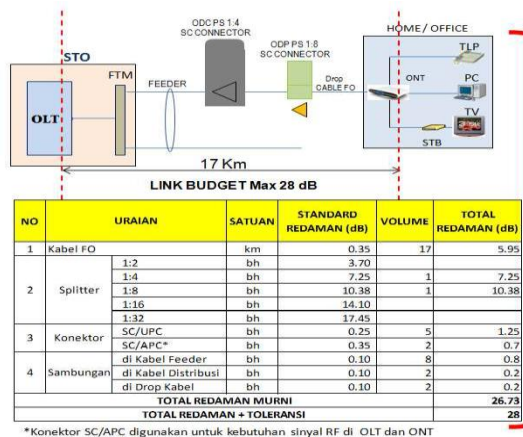 ODC PS 1:4
SC CONNECTOR
ODP PS 1:8
SC CONNECTOR
HOME / OFFICE
STO
FTM
OLT
FEEDER
Drop
CABLE FO
ONT
TLP
PC
TV
STB
17 Km
LINK BUDGET Max 28 dB
NO URAIAN SATUAN STANDARD REDAMAN (dB) VOLUME TOTAL REDAMAN (dB)
1 Kabel FO km 0.35 17 5.95
2 Splitter 1:2 bh 3.70
1:4 bh 7.25 1 7.25
1:8 bh 10.38 1 10.38
1:16 bh 14.10
1:32 bh 17.45
3 Konektor SC/UPC bh 0.25 5 1.25
SC/APC* bh 0.35 2 0.7
4 Sambungan di Kabel Feeder bh 0.10 8 0.8
di Kabel Distribusi bh 0.10 2 0.2
di Drop Kabel bh 0.10 2 0.2
TOTAL REDAMAN MURNI 26.73
TOTAL REDAMAN + TOLERANSI 28
*Konektor SC/APC digunakan untuk kebutuhan sinyal RF di OLT dan ONT